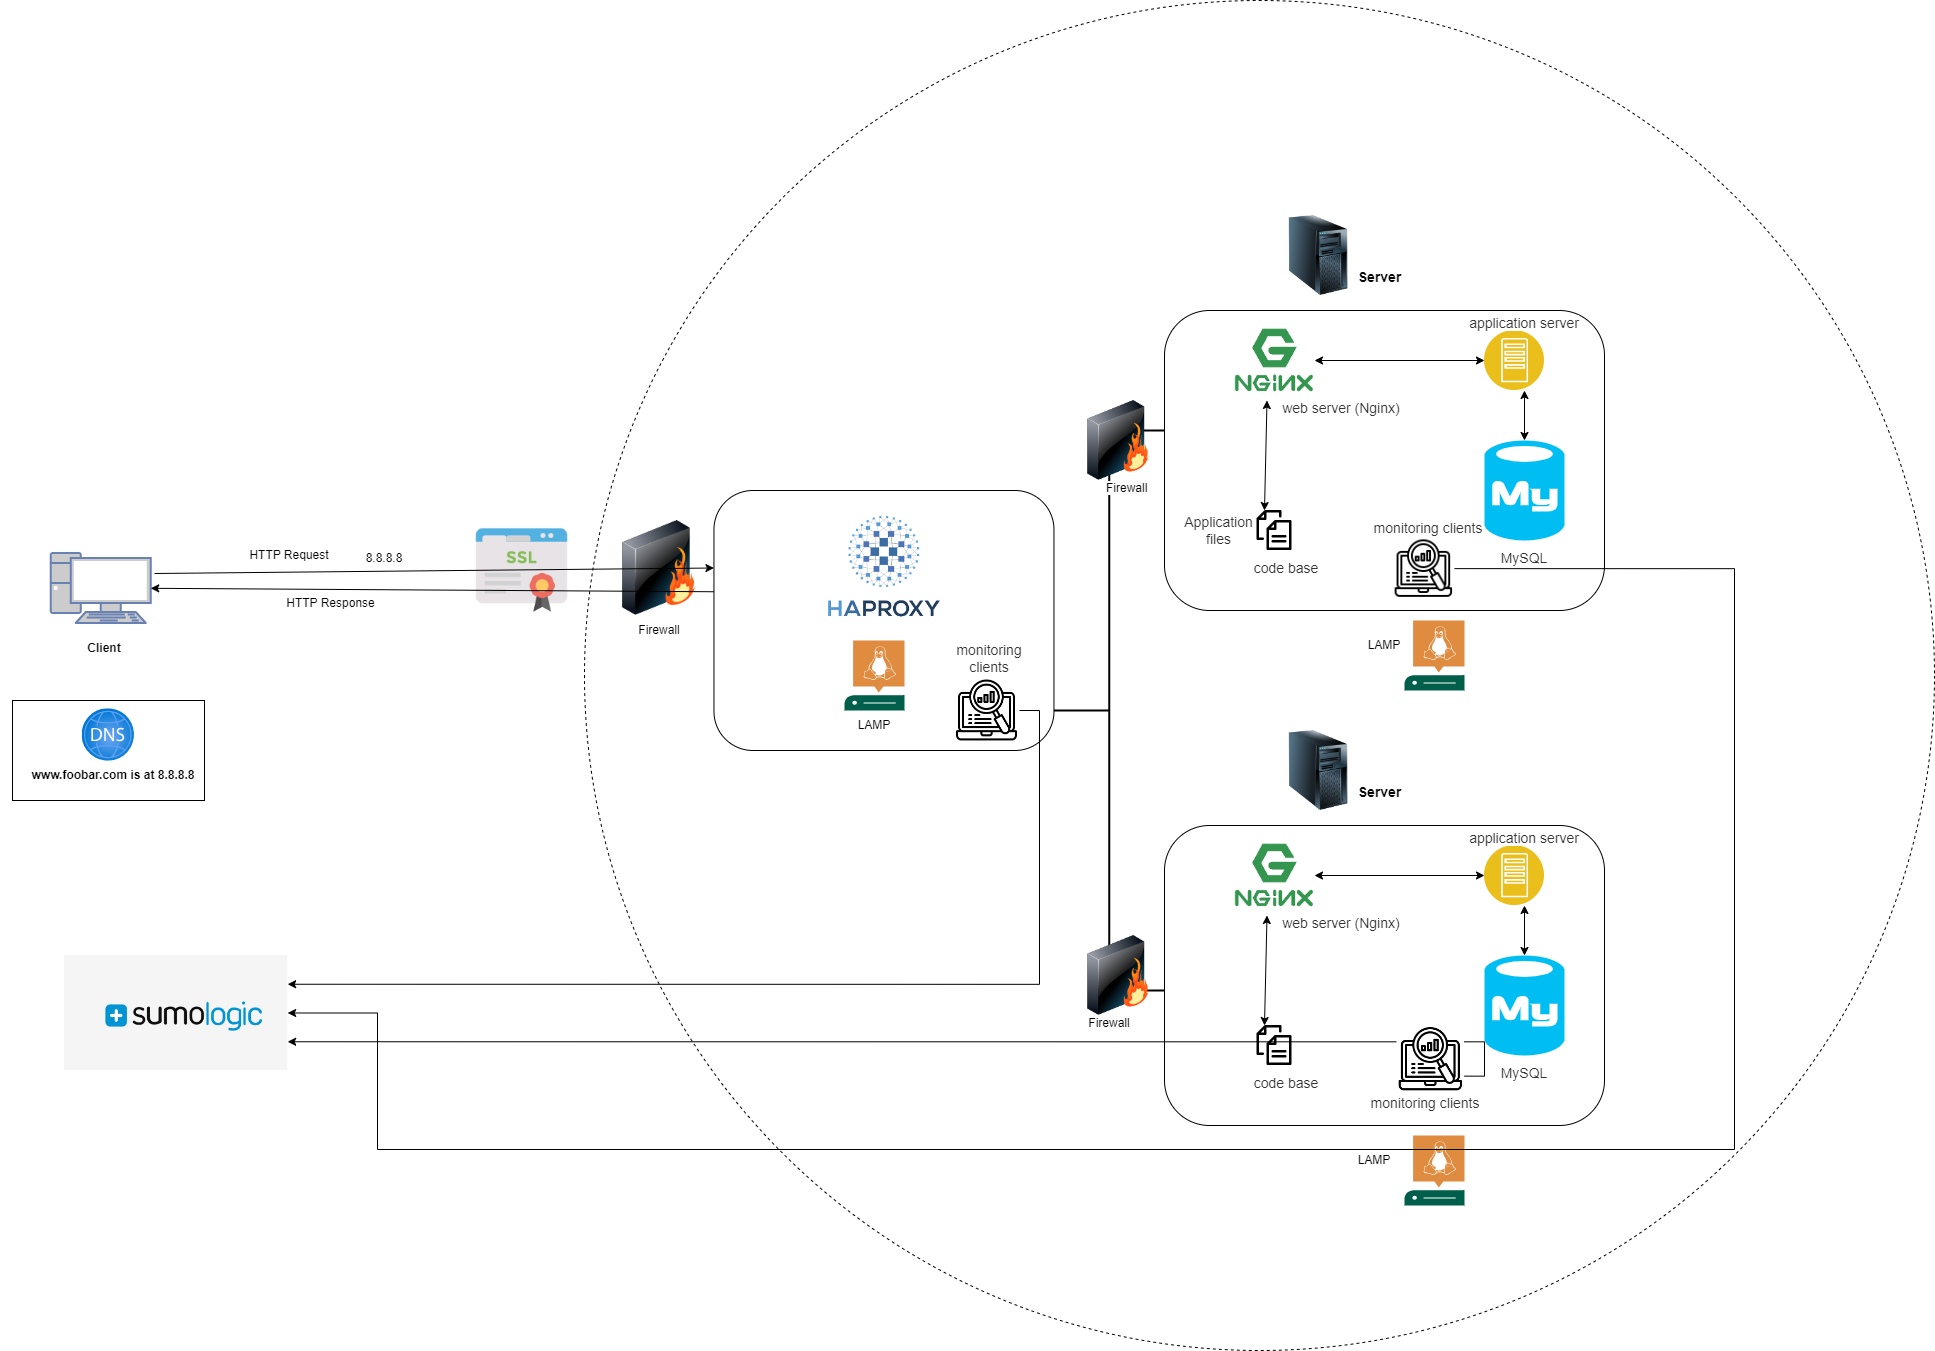 Server
application server
NGINX
web server (Nginx)
My
Firewall
Application
files
monitoring clients
MySQL
code base
HTTP Request
8.8.8.8
SSL
HTTP Response
Client
Firewall
HAPROXY
monitoring
clients
LAMP
LAMP
DNS
www.foobar.com is at 8.8.8.8
Server
application server
NGINX
web server (Nginx)
My
sumologic
Firewall
code base
MySQL
monitoring clients
LAMP